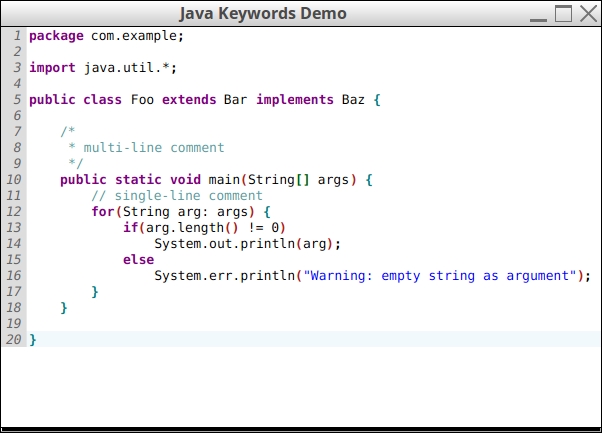 Java Keywords Demo
1 package com.example;
2
3 import java.util.*;
4
5 public class Foo extends Bar implements Baz {
6
7     /*
8      * multi-line comment
9      */
10     public static void main(String[] args) {
11         // single-line comment
12         for(String arg: args) {
13             if(arg.length() != 0)
14                 System.out.println(arg);
15             else
16                 System.err.println("Warning: empty string as argument");
17         }
18     }
19
20 }